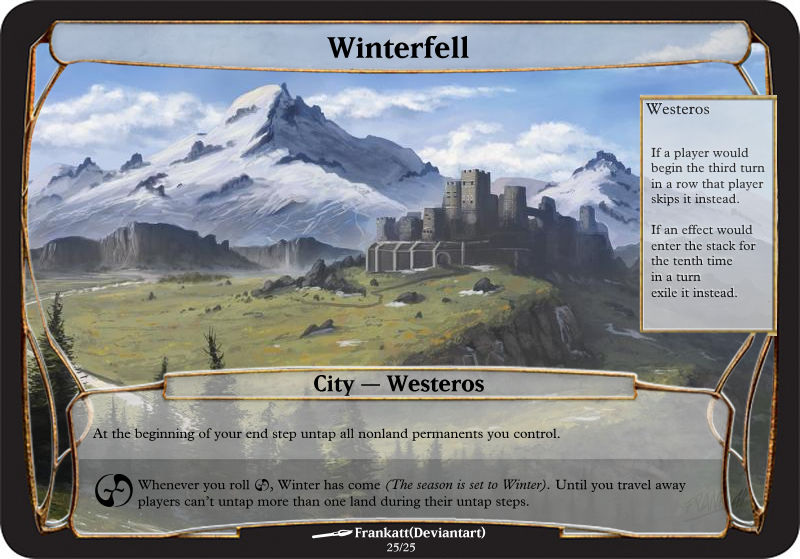 Winterfell
Westeros
If a player would
begin the third turn
in a row that player
skips it instead.
If an effect would
enter the stack for
the tenth time
in a turn
exile it instead.
City — Westeros
At the beginning of your end step untap all nonland permanents you control.
Whenever you roll , Winter has come (The season is set to Winter). Until you travel away
players can't untap more than one land during their untap steps.
Frankatt(Deviantart)
25/25